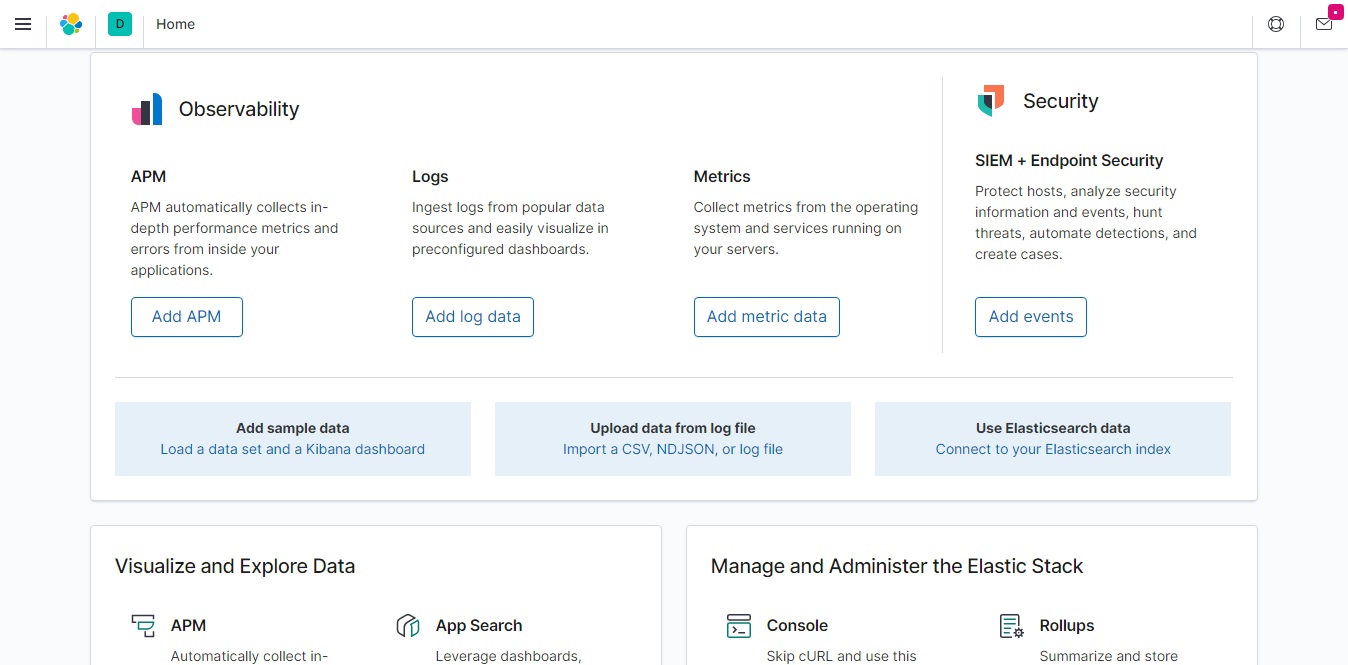 D
Home
Observability
Security
APM
APM automatically collects in-
depth performance metrics and
errors from inside your
applications.
Add APM
Logs
Ingest logs from popular data
sources and easily visualize in
preconfigured dashboards.
Add log data
Metrics
Collect metrics from the operating
system and services running on
your servers.
Add metric data
SIEM + Endpoint Security
Protect hosts, analyze security
information and events, hunt
threats, automate detections, and
create cases.
Add events
Add sample data
Load a data set and a Kibana dashboard
Upload data from log file
Import a CSV, NDJSON, or log file
Use Elasticsearch data
Connect to your Elasticsearch index
Visualize and Explore Data
APM
Automatically collect in-
App Search
Leverage dashboards,
Manage and Administer the Elastic Stack
Console
Skip cURL and use this
Rollups
Summarize and store